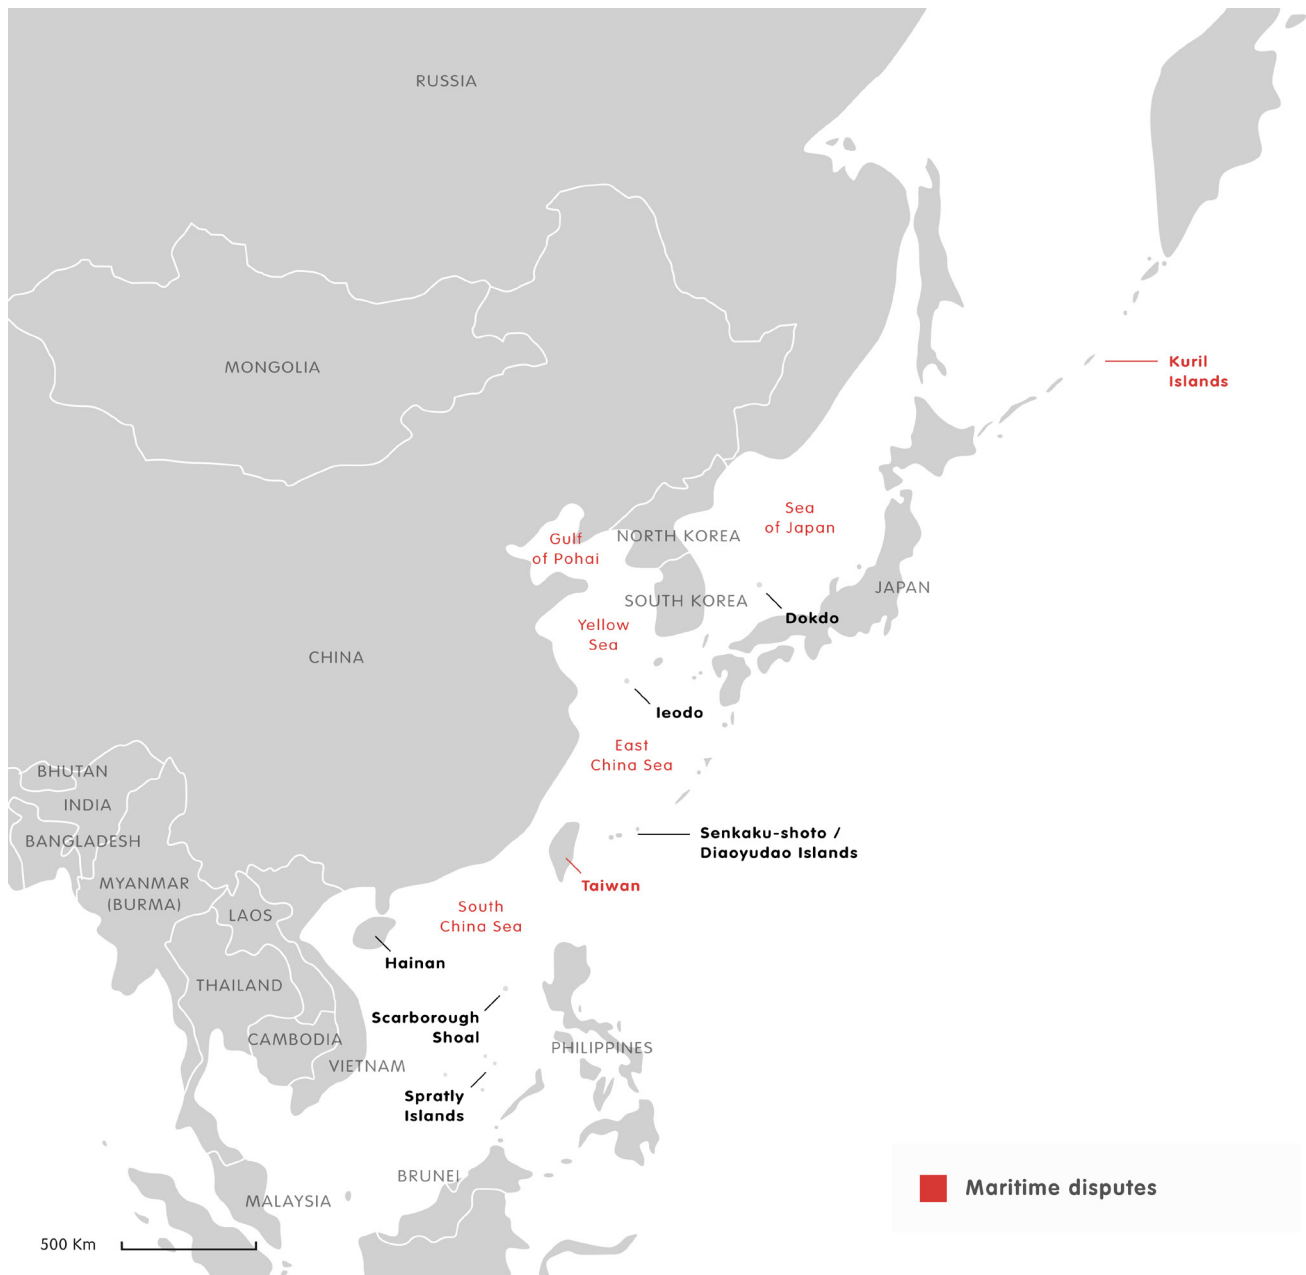 RUSSIA
MONGOLIA
Kuril
Islands
Sea
of Japan
Gulf
of Pohai
NORTH KOREA
JAPAN
SOUTH KOREA
Dokdo
Yellow
Sea
CHINA
Ieodo
East
China Sea
BHUTAN
INDIA
BANGLADESH
Senkaku-shoto /
Diaoyudao Islands
Taiwan
MYANMAR
(BURMA)
LAOS
South
China Sea
Hainan
THAILAND
Scarborough
Shoal
CAMBODIA
PHILIPPINES
VIETNAM
Spratly
Islands
BRUNEI
MALAYSIA
Maritime disputes
500 Km